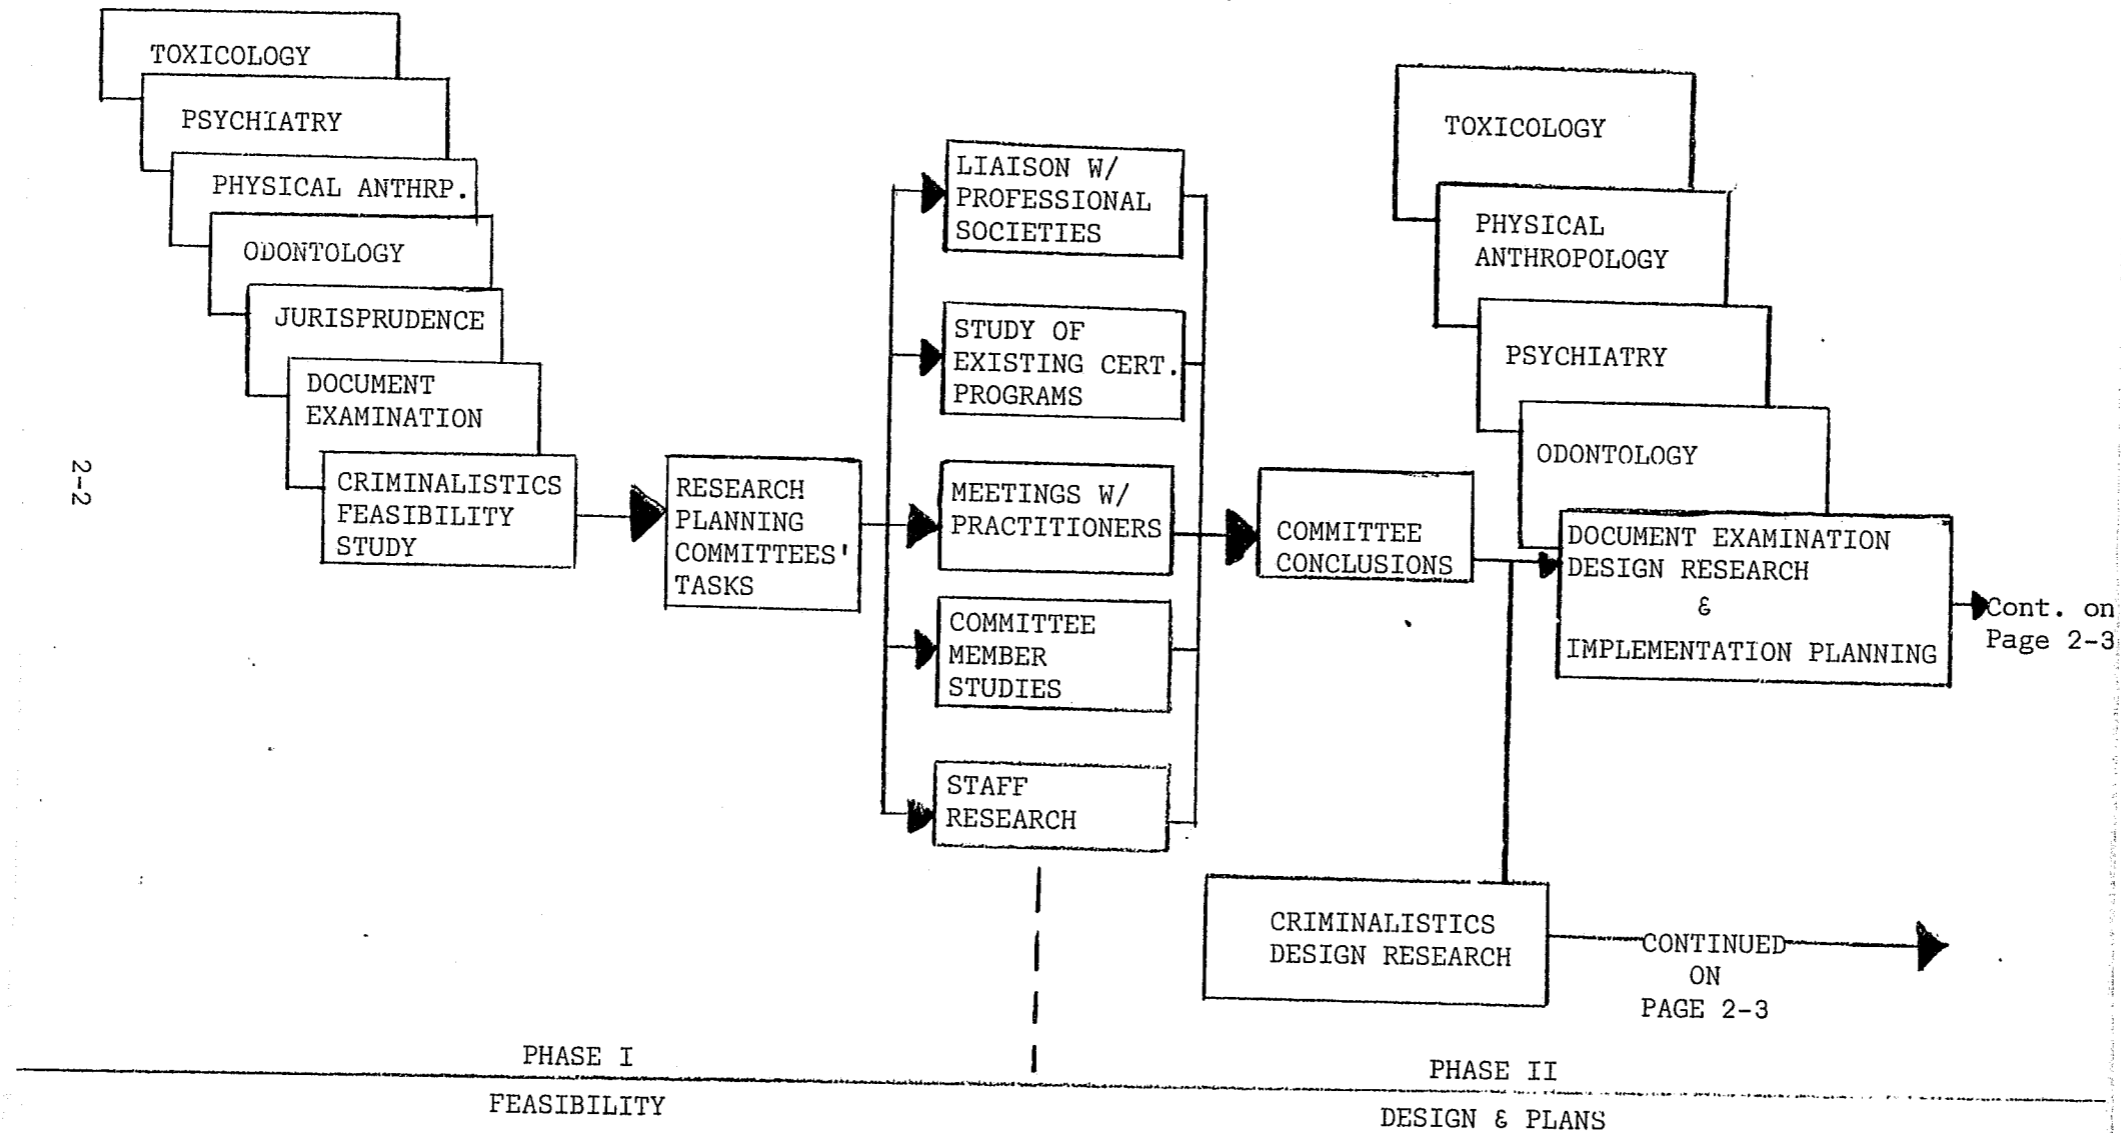 TOXICOLOGY
PSYCHIATRY
PHYSICAL ANTHRP.
ODONTOLOGY
JURISPRUDENCE
DOCUMENT
EXAMINATION
CRIMINALISTICS
FEASIBILITY
STUDY
2-2
RESEARCH
PLANNING
COMMITTEES'
TASKS
LIAISON W/
PROFESSIONAL
SOCIETIES
STUDY OF
EXISTING CERT.
PROGRAMS
MEETINGS W/
PRACTITIONERS
COMMITTEE
MEMBER
STUDIES
STAFF
RESEARCH
COMMITTEE
CONCLUSIONS
TOXICOLOGY
PHYSICAL
ANTHROPOLOGY
PSYCHIATRY
ODONTOLOGY
DOCUMENT EXAMINATION
DESIGN RESEARCH
&
IMPLEMENTATION PLANNING
Cont. on
Page 2-3
CRIMINALISTICS
DESIGN RESEARCH
CONTINUED
ON
PAGE 2-3
PHASE I
FEASIBILITY
PHASE II
DESIGN & PLANS